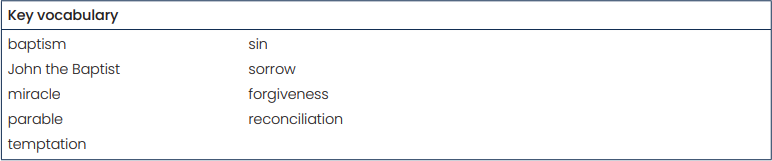 Key vocabulary
baptism
John the Baptist
miracle
parable
temptation
sin
sorrow
forgiveness
reconciliation